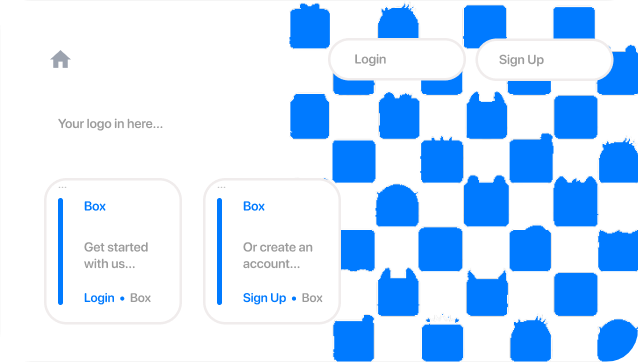 Login
Sign Up
Your logo in here...
...
Box
Get started
with us...
Login • Box
...
Box
Or create an
account...
Sign Up • Box